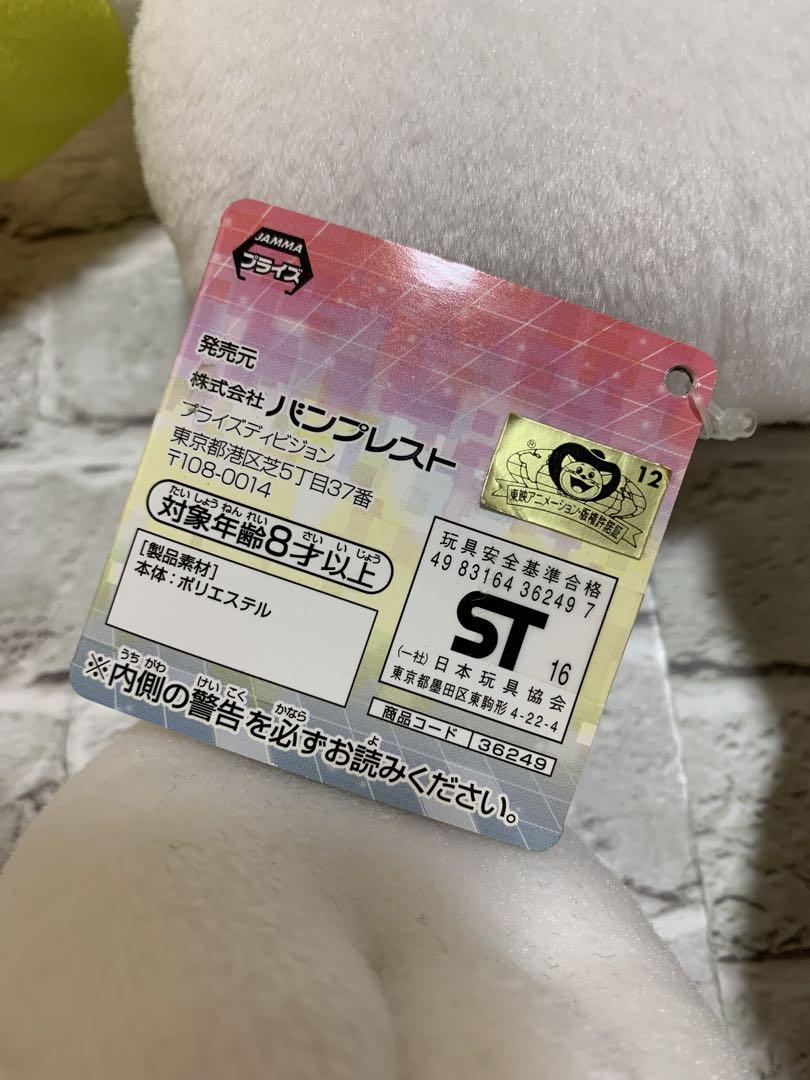 JAMMA
プライズ
発売元
株式会社 バンプレスト
プライズディビジョン
東京都港区芝5丁目37番
〒108-0014
たいしょうねんれい さい い じょう
対象年齢8才以上
[製品素材]
本体：ポリエステル
うちがわ けいこく かなら よ
※内側の警告を必ずお読みください。
12
®
東映アニメーション・版権許諾証
玩具安全基準合格
49 83164 36249 7
ST 16
(一社)日本玩具協会
東京都墨田区東駒形 4-22-4
商品コード 36249